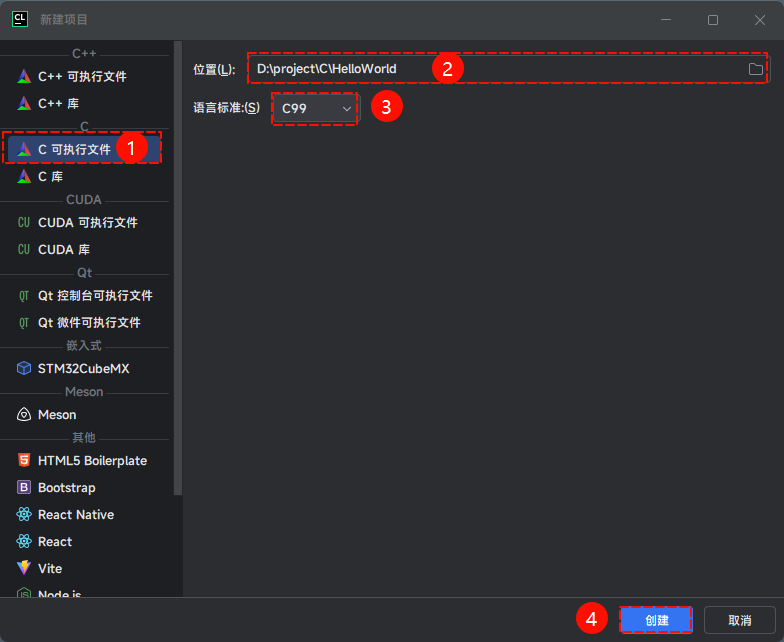 CL 新建项目
C++
C++ 可执行文件
C++ 库
C
C 可执行文件 1
C 库
CUDA
CU CUDA 可执行文件
CU CUDA 库
Qt
QT Qt 控制台可执行文件
QT Qt 微件可执行文件
嵌入式
STM32CubeMX
Meson
Meson
其他
5 HTML5 Boilerplate
B Bootstrap
React Native
React
Vite
Node.js
位置(L): D:\project\C\HelloWorld 2
语言标准:(S) C99 3
4 创建 取消